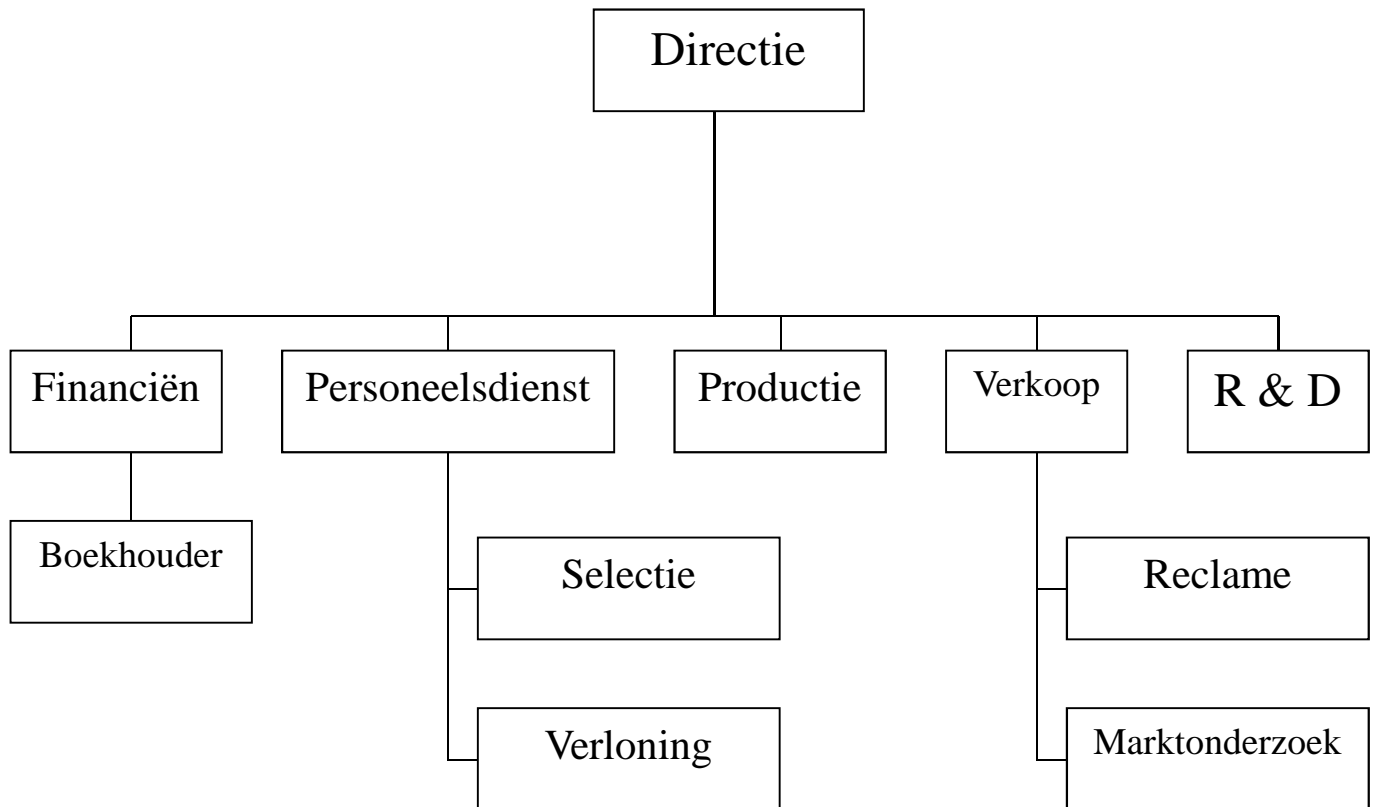 Directie
Financiën
Personeelsdienst
Productie
Verkoop
R & D
Boekhouder
Selectie
Reclame
Verloning
Marktonderzoek